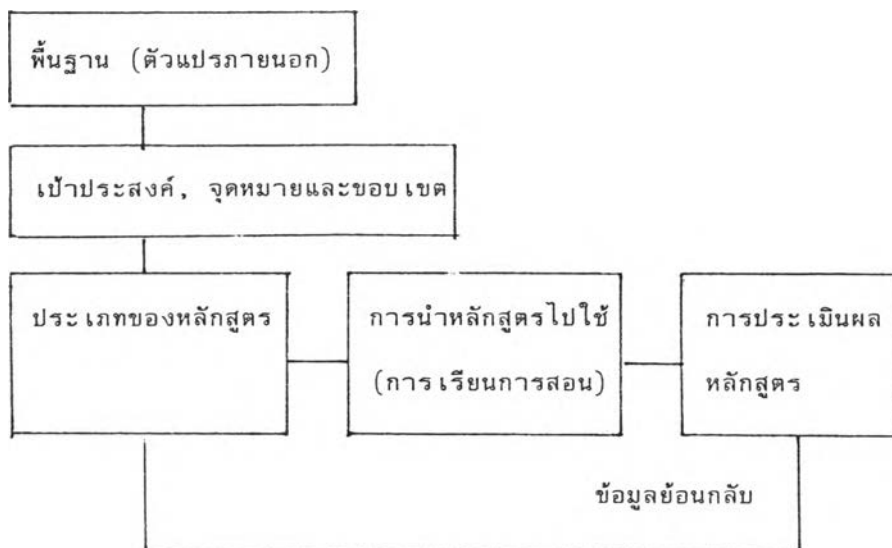 พื้นฐาน (ตัวแปรภายนอก)
เป้าประสงค์, จุดหมายและขอบเขต
ประเภทของหลักสูตร
การนำหลักสูตรไปใช้
(การเรียนการสอน)
การประเมินผล
หลักสูตร
ข้อมูลย้อนกลับ